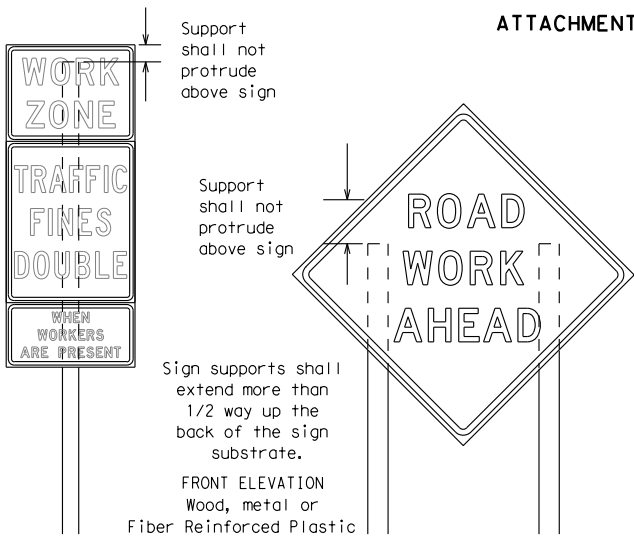 ATTACHMENT
Support
shall not
protrude
above sign
WORK
ZONE
TRAFFIC
FINES
DOUBLE
WHEN
WORKERS
ARE PRESENT
Support
shall not
protrude
above sign
ROAD
WORK
AHEAD
Sign supports shall
extend more than
1/2 way up the
back of the sign
substrate.
FRONT ELEVATION
Wood, metal or
Fiber Reinforced Plastic